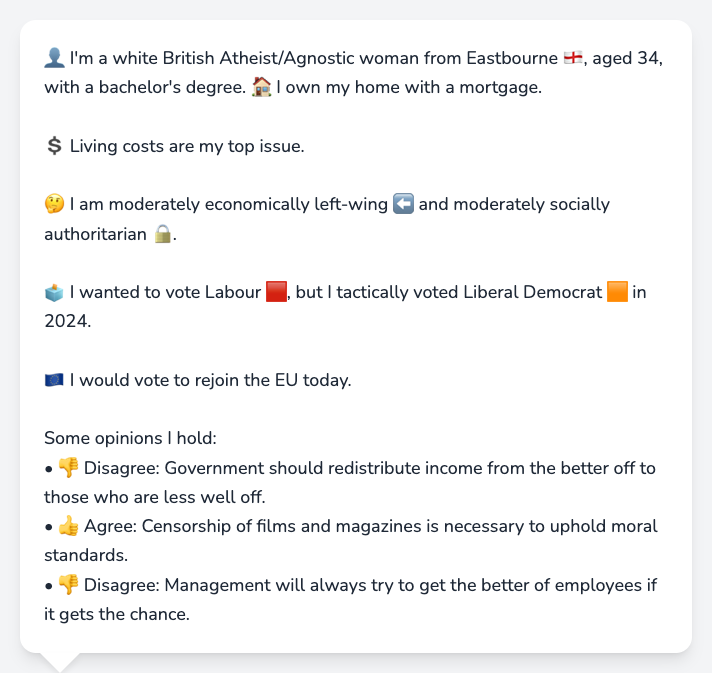 👤 I'm a white British Atheist/Agnostic woman from Eastbourne 🏴󠁧󠁢󠁥󠁮󠁧󠁿, aged 34,
with a bachelor's degree. 🏠 I own my home with a mortgage.
💲 Living costs are my top issue.
🤔 I am moderately economically left-wing ⬅️ and moderately socially
authoritarian 🔒.
🗳️ I wanted to vote Labour 🟥, but I tactically voted Liberal Democrat 🟧 in
2024.
🇪🇺 I would vote to rejoin the EU today.
Some opinions I hold:
• 👎 Disagree: Government should redistribute income from the better off to
those who are less well off.
• 👍 Agree: Censorship of films and magazines is necessary to uphold moral
standards.
• 👎 Disagree: Management will always try to get the better of employees if
it gets the chance.